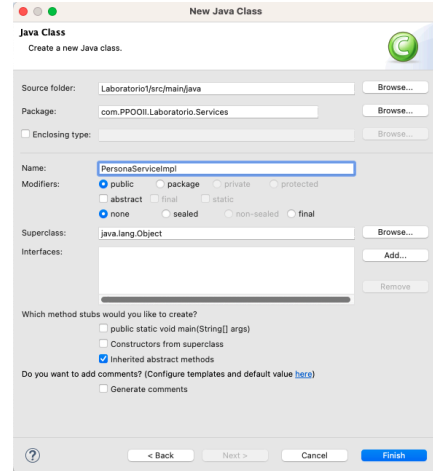 New Java Class
Java Class
Create a new Java class.
C
Source folder: Laboratorio1/src/main/java Browse...
Package: com.PPOOII.Laboratorio.Services Browse...
Enclosing type: Browse...
Name: PersonaServiceImpl
Modifiers: public package private protected
abstract final static
none sealed non-sealed final
Superclass: java.lang.Object Browse...
Interfaces: Add...
Remove
Which method stubs would you like to create?
public static void main(String[] args)
Constructors from superclass
Inherited abstract methods
Do you want to add comments? (Configure templates and default value here)
Generate comments
? < Back Next > Cancel Finish